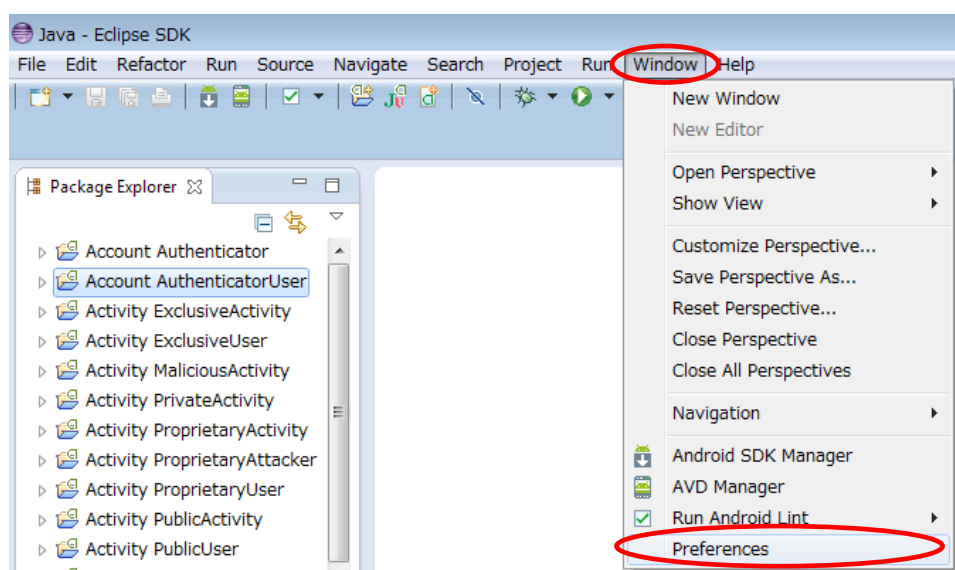 Java - Eclipse SDK
File Edit Refactor Run Source Navigate Search Project Run Window Help
New Window
New Editor
Open Perspective
Show View
Customize Perspective...
Save Perspective As...
Reset Perspective...
Close Perspective
Close All Perspectives
Navigation
Android SDK Manager
AVD Manager
Run Android Lint
Preferences
Package Explorer
Account Authenticator
Account AuthenticatorUser
Activity ExclusiveActivity
Activity ExclusiveUser
Activity MaliciousActivity
Activity PrivateActivity
Activity ProprietaryActivity
Activity ProprietaryAttacker
Activity ProprietaryUser
Activity PublicActivity
Activity PublicUser